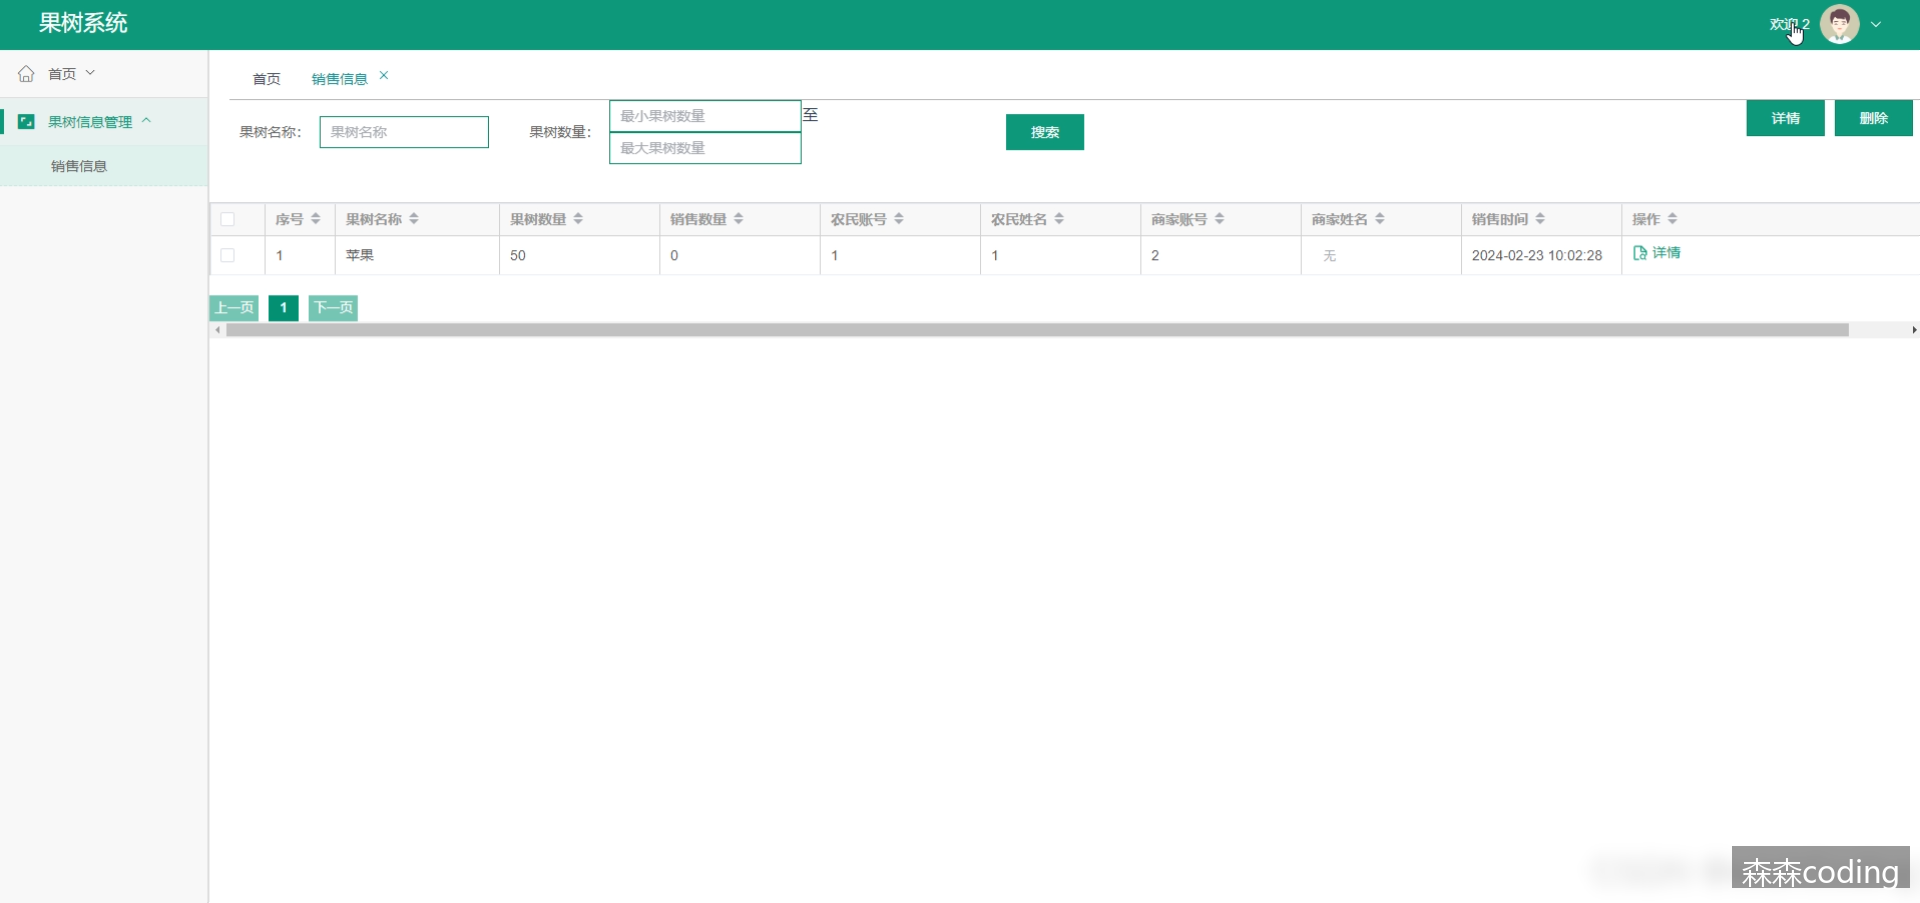 果树系统
欢迎 2
首页
果树信息管理
销售信息
首页 销售信息
果树名称: 果树名称 果树数量: 最小果树数量 至
最大果树数量
搜索 详情 删除
序号 果树名称 果树数量 销售数量 农民账号 农民姓名 商家账号 商家姓名 销售时间 操作
1 苹果 50 0 1 1 2 无 2024-02-23 10:02:28 详情
上一页 1 下一页
森森coding